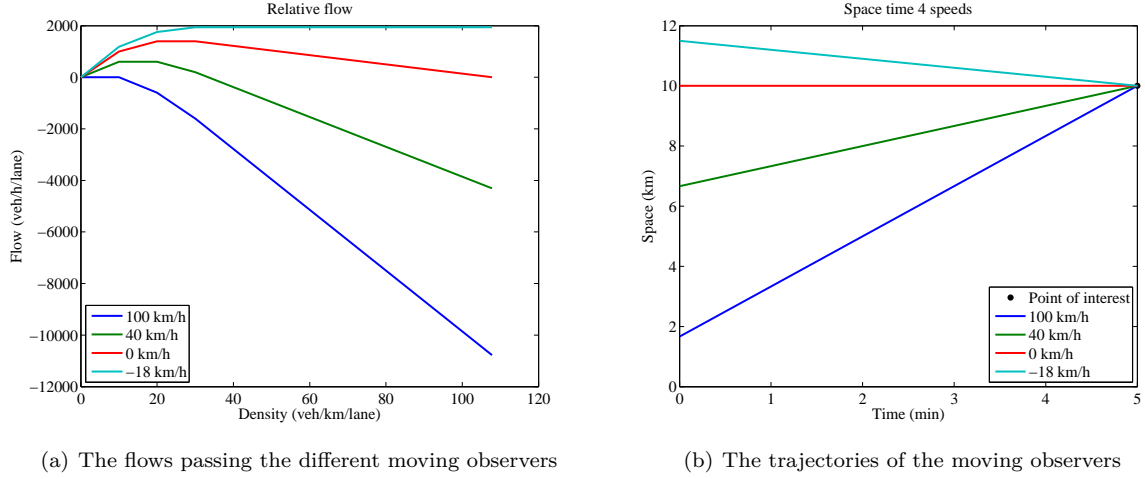 Relative flow
2000
0
−2000
−4000
−6000
−8000
−10000
−12000
Flow (veh/h/lane)
0 20 40 60 80 100 120
Density (veh/km/lane)
100 km/h
40 km/h
0 km/h
−18 km/h
(a) The flows passing the different moving observers
Space time 4 speeds
12
10
8
6
4
2
0
Space (km)
0 1 2 3 4 5
Time (min)
Point of interest
100 km/h
40 km/h
0 km/h
−18 km/h
(b) The trajectories of the moving observers